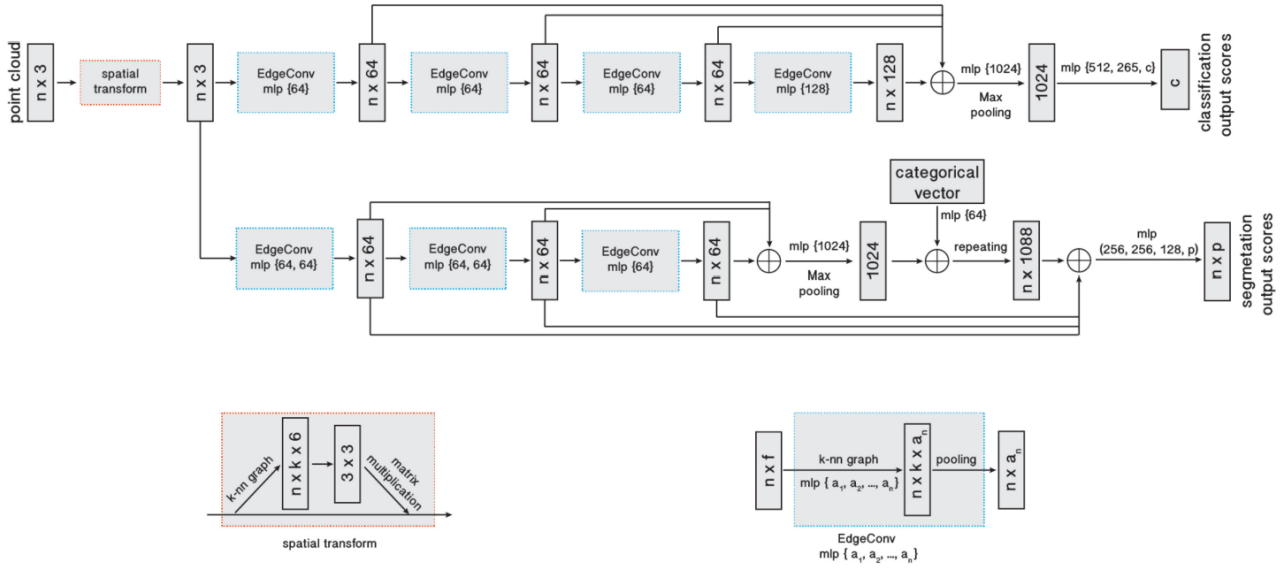 point cloud
n x 3
spatial
transform
n x 3
EdgeConv
mlp {64}
n x 64
EdgeConv
mlp {64}
n x 64
EdgeConv
mlp {64}
n x 64
EdgeConv
mlp {128}
n x 128
mlp {1024}
Max
pooling
1024
mlp {512, 265, c}
c
classification
output scores
EdgeConv
mlp {64, 64}
n x 64
EdgeConv
mlp {64, 64}
n x 64
EdgeConv
mlp {64}
n x 64
mlp {1024}
Max
pooling
1024
categorical
vector
mlp {64}
repeating
n x 1088
mlp
(256, 256, 128, p)
n x p
segmetation
output scores
k-nn graph
n x k x 6
3 x 3
matrix
multiplication
spatial transform
n x f
k-nn graph
mlp { a₁, a₂, ..., aₙ}
n x k x aₙ
pooling
n x aₙ
EdgeConv
mlp { a₁, a₂, ..., aₙ}